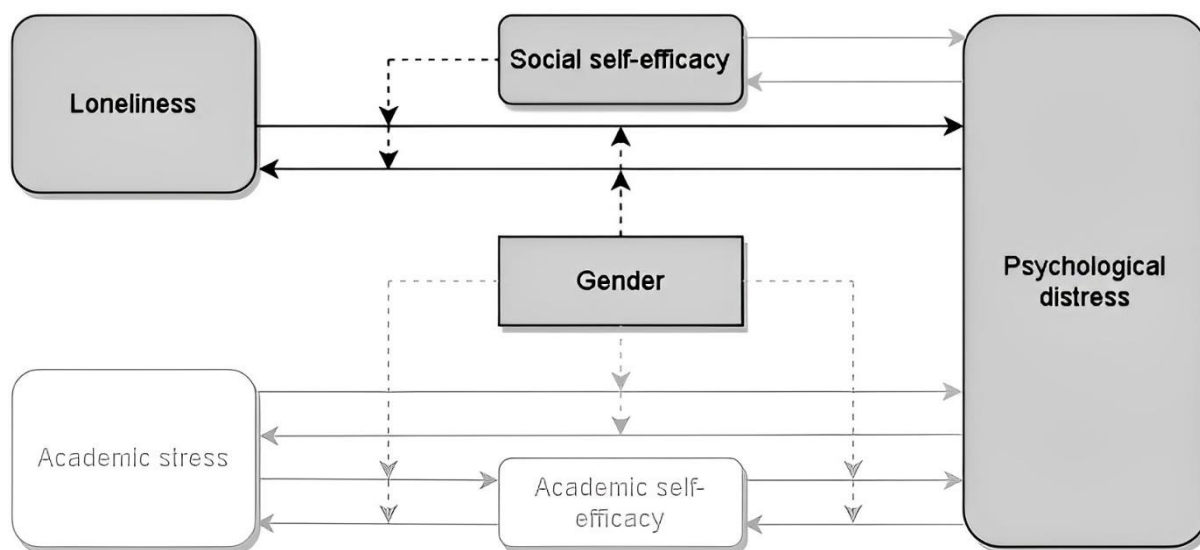 Social self-efficacy
Loneliness
Gender
Psychological
distress
Academic stress
Academic self-
efficacy